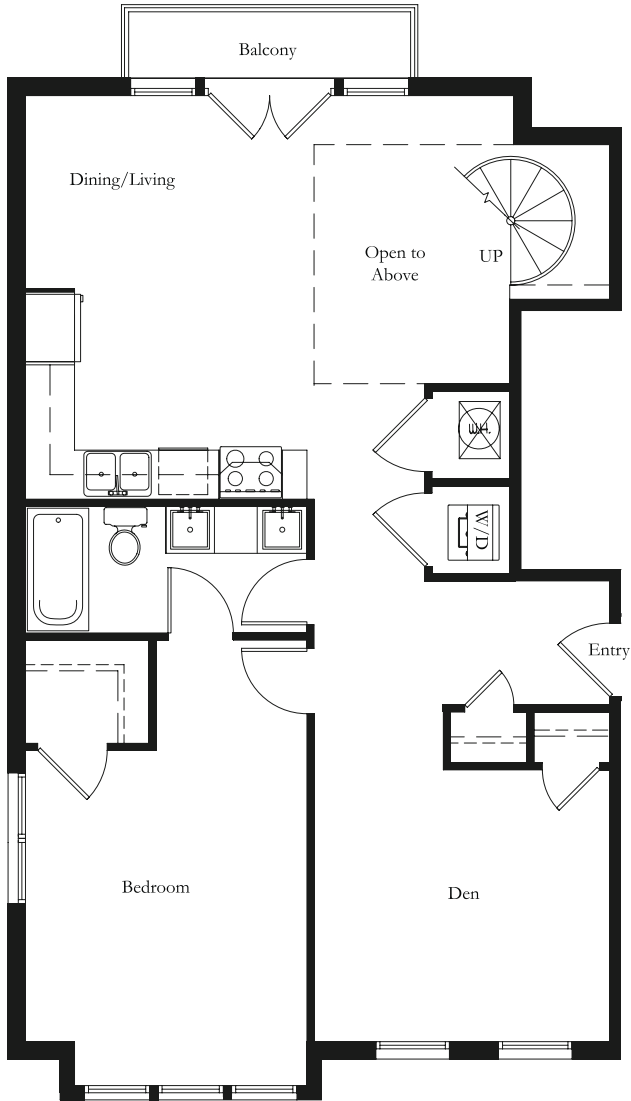 Balcony
Dining/Living
Open to
Above
UP
W.H.
W/D
Entry
Bedroom
Den